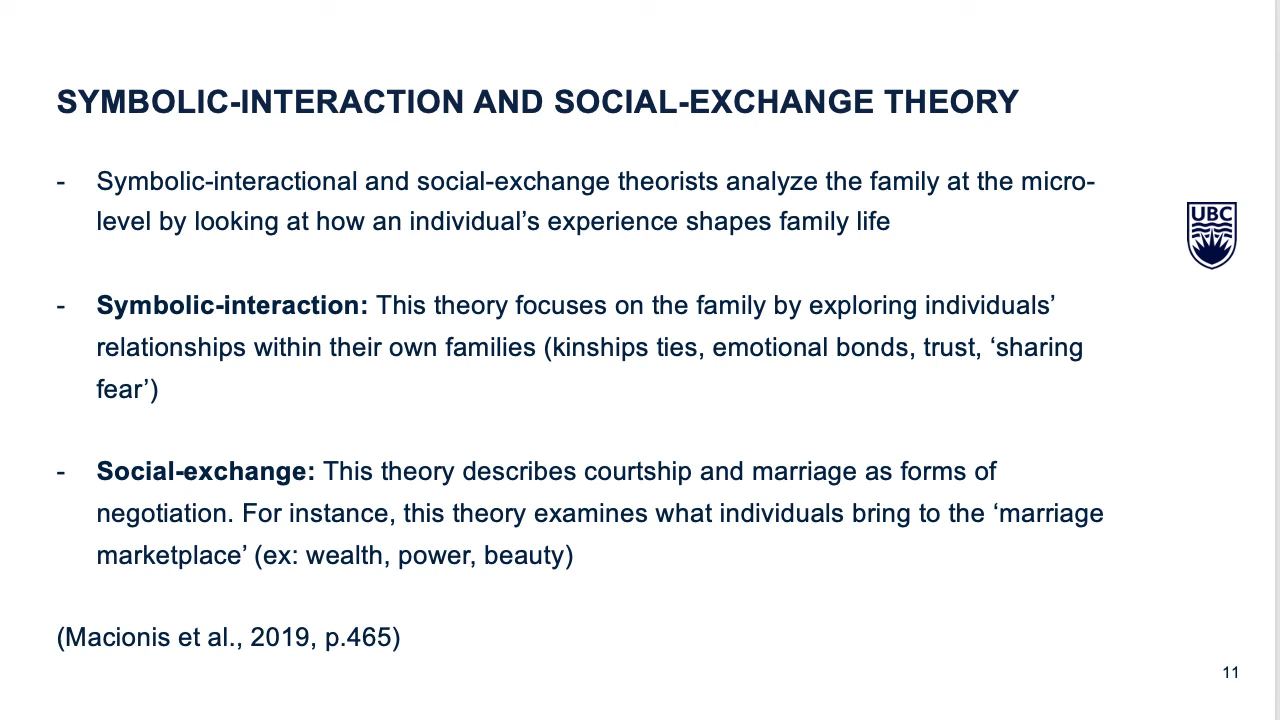 SYMBOLIC-INTERACTION AND SOCIAL-EXCHANGE THEORY
- Symbolic-interactional and social-exchange theorists analyze the family at the micro-
level by looking at how an individual’s experience shapes family life
UBC
- Symbolic-interaction: This theory focuses on the family by exploring individuals’
relationships within their own families (kinships ties, emotional bonds, trust, ‘sharing
fear’)
- Social-exchange: This theory describes courtship and marriage as forms of
negotiation. For instance, this theory examines what individuals bring to the ‘marriage
marketplace’ (ex: wealth, power, beauty)
(Macionis et al., 2019, p.465)
11